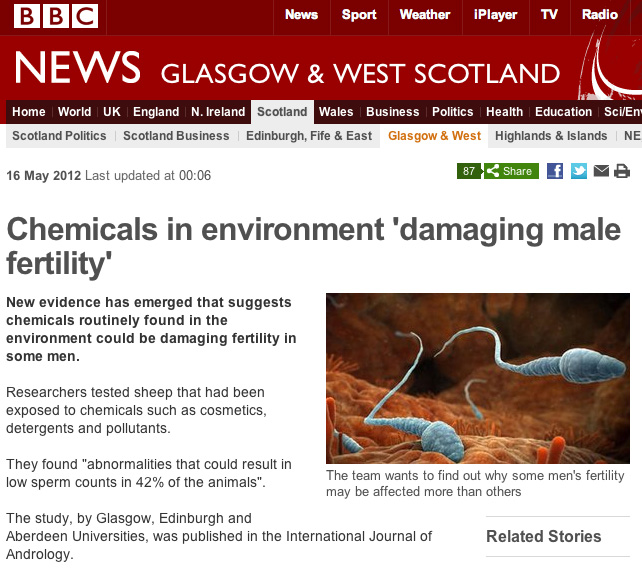 BBC
News Sport Weather iPlayer TV Radio
NEWS GLASGOW & WEST SCOTLAND
Home World UK England N. Ireland Scotland Wales Business Politics Health Education Sci/En
Scotland Politics Scotland Business Edinburgh, Fife & East Glasgow & West Highlands & Islands NE
16 May 2012 Last updated at 00:06
87 Share
Chemicals in environment 'damaging male
fertility'
New evidence has emerged that suggests
chemicals routinely found in the
environment could be damaging fertility in
some men.
Researchers tested sheep that had been
exposed to chemicals such as cosmetics,
detergents and pollutants.
They found "abnormalities that could result in
low sperm counts in 42% of the animals".
The team wants to find out why some men's fertility
may be affected more than others
The study, by Glasgow, Edinburgh and
Aberdeen Universities, was published in the International Journal of
Andrology.
Related Stories